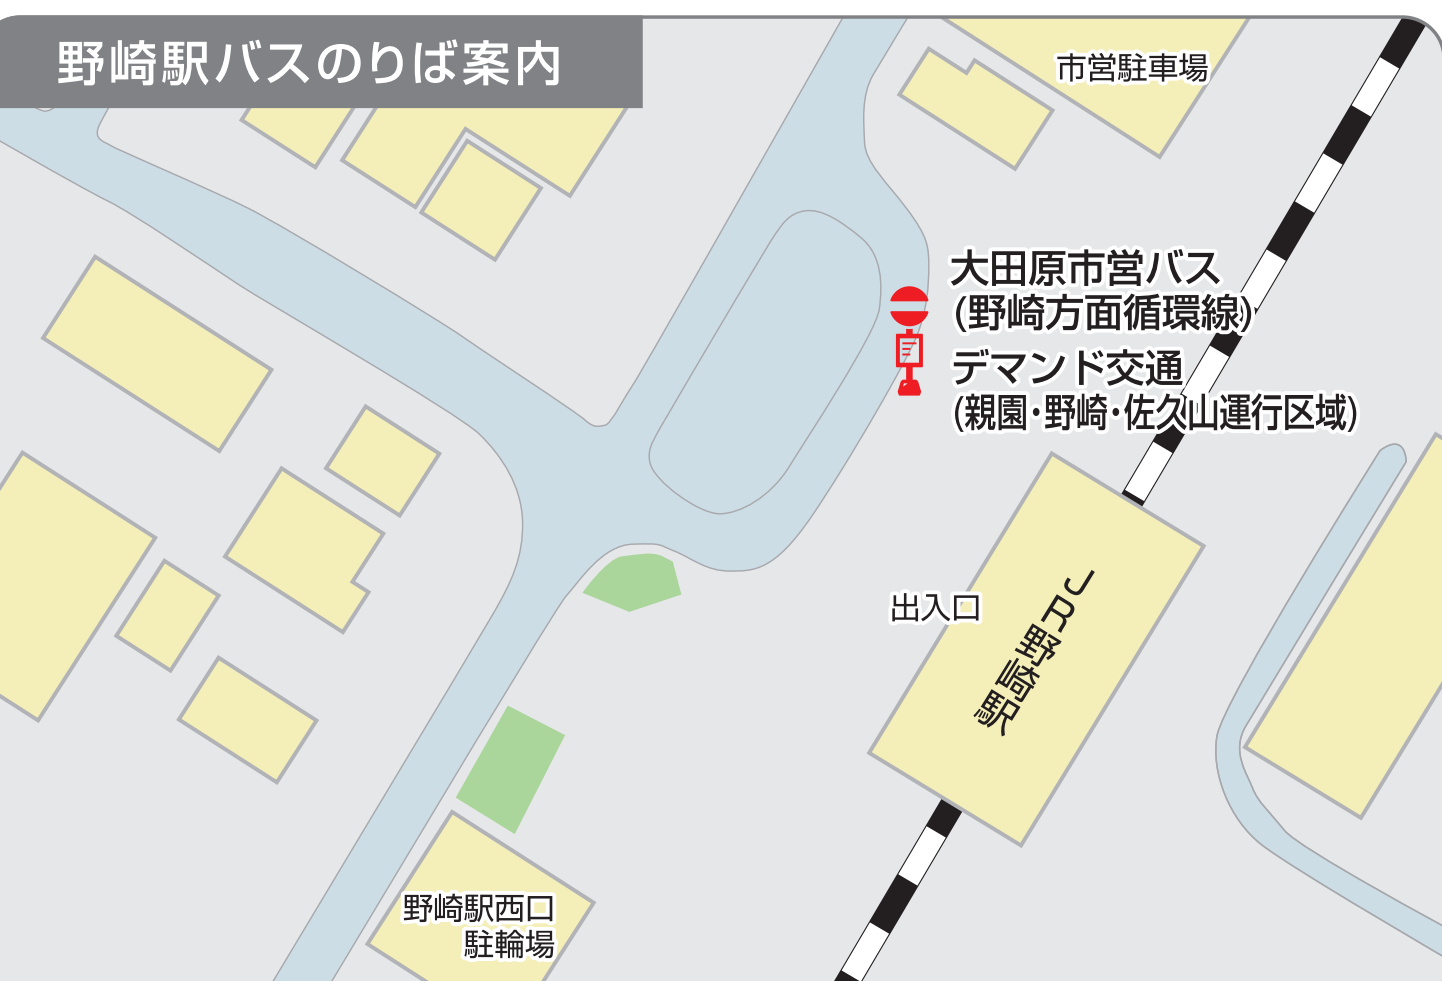 野崎駅バスのりば案内
市営駐車場
大田原市営バス
(野崎方面循環線)
デマンド交通
(親園・野崎・佐久山運行区域)
出入口
JR野崎駅
野崎駅西口
駐輪場